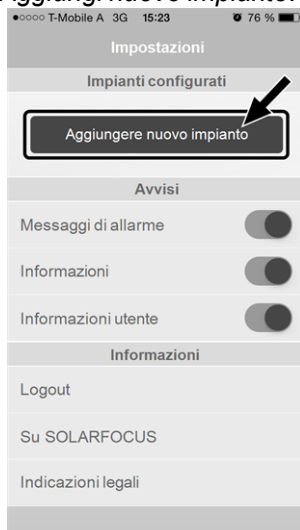 Aggiungi nuovo impianto.
T-Mobile A 3G 15:23 76 %
Impostazioni
Impianti configurati
Aggiungere nuovo impianto
Avvisi
Messaggi di allarme
Informazioni
Informazioni utente
Informazioni
Logout
Su SOLARFOCUS
Indicazioni legali